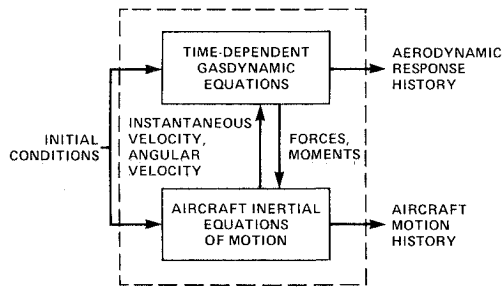 TIME-DEPENDENT
GASDYNAMIC
EQUATIONS
AERODYNAMIC
RESPONSE
HISTORY
INITIAL
CONDITIONS
INSTANTANEOUS
VELOCITY,
ANGULAR
VELOCITY
FORCES,
MOMENTS
AIRCRAFT INERTIAL
EQUATIONS
OF MOTION
AIRCRAFT
MOTION
HISTORY